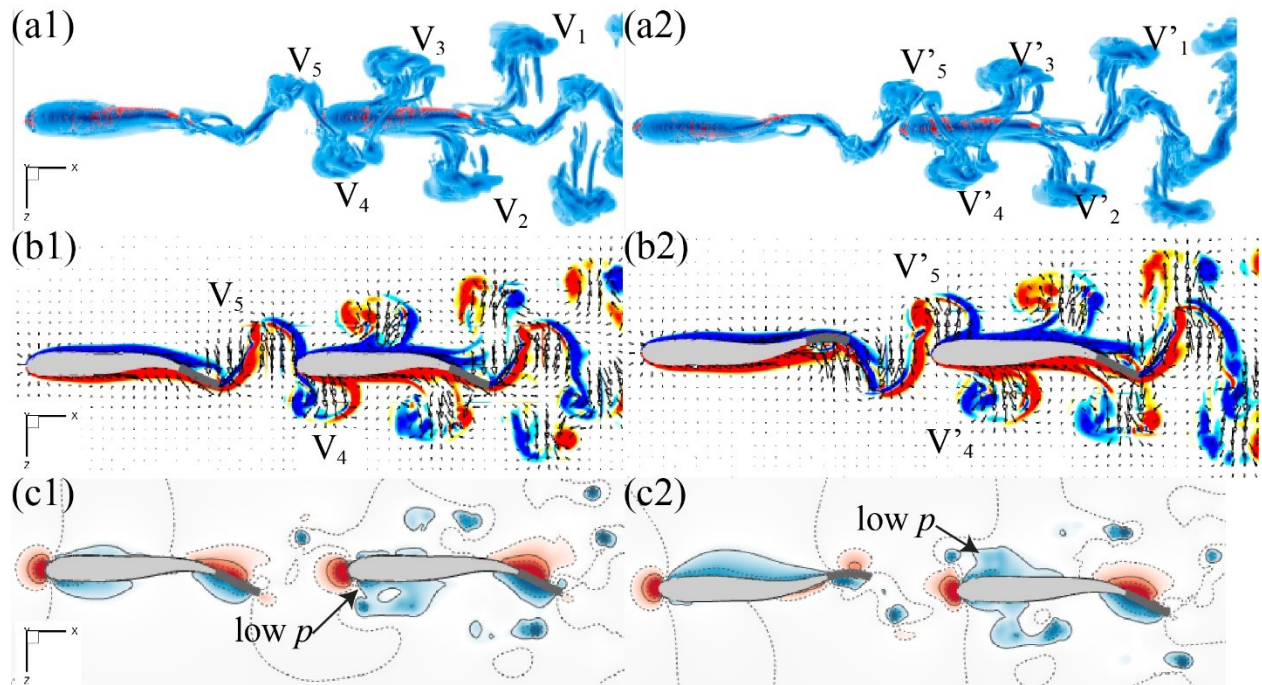 (a1)
V5
V3
V1
V4
V2
x
z
(a2)
V'5
V'3
V'1
V'4
V'2
(b1)
V5
V4
x
z
(b2)
V'5
V'4
(c1)
low p
x
z
(c2)
low p